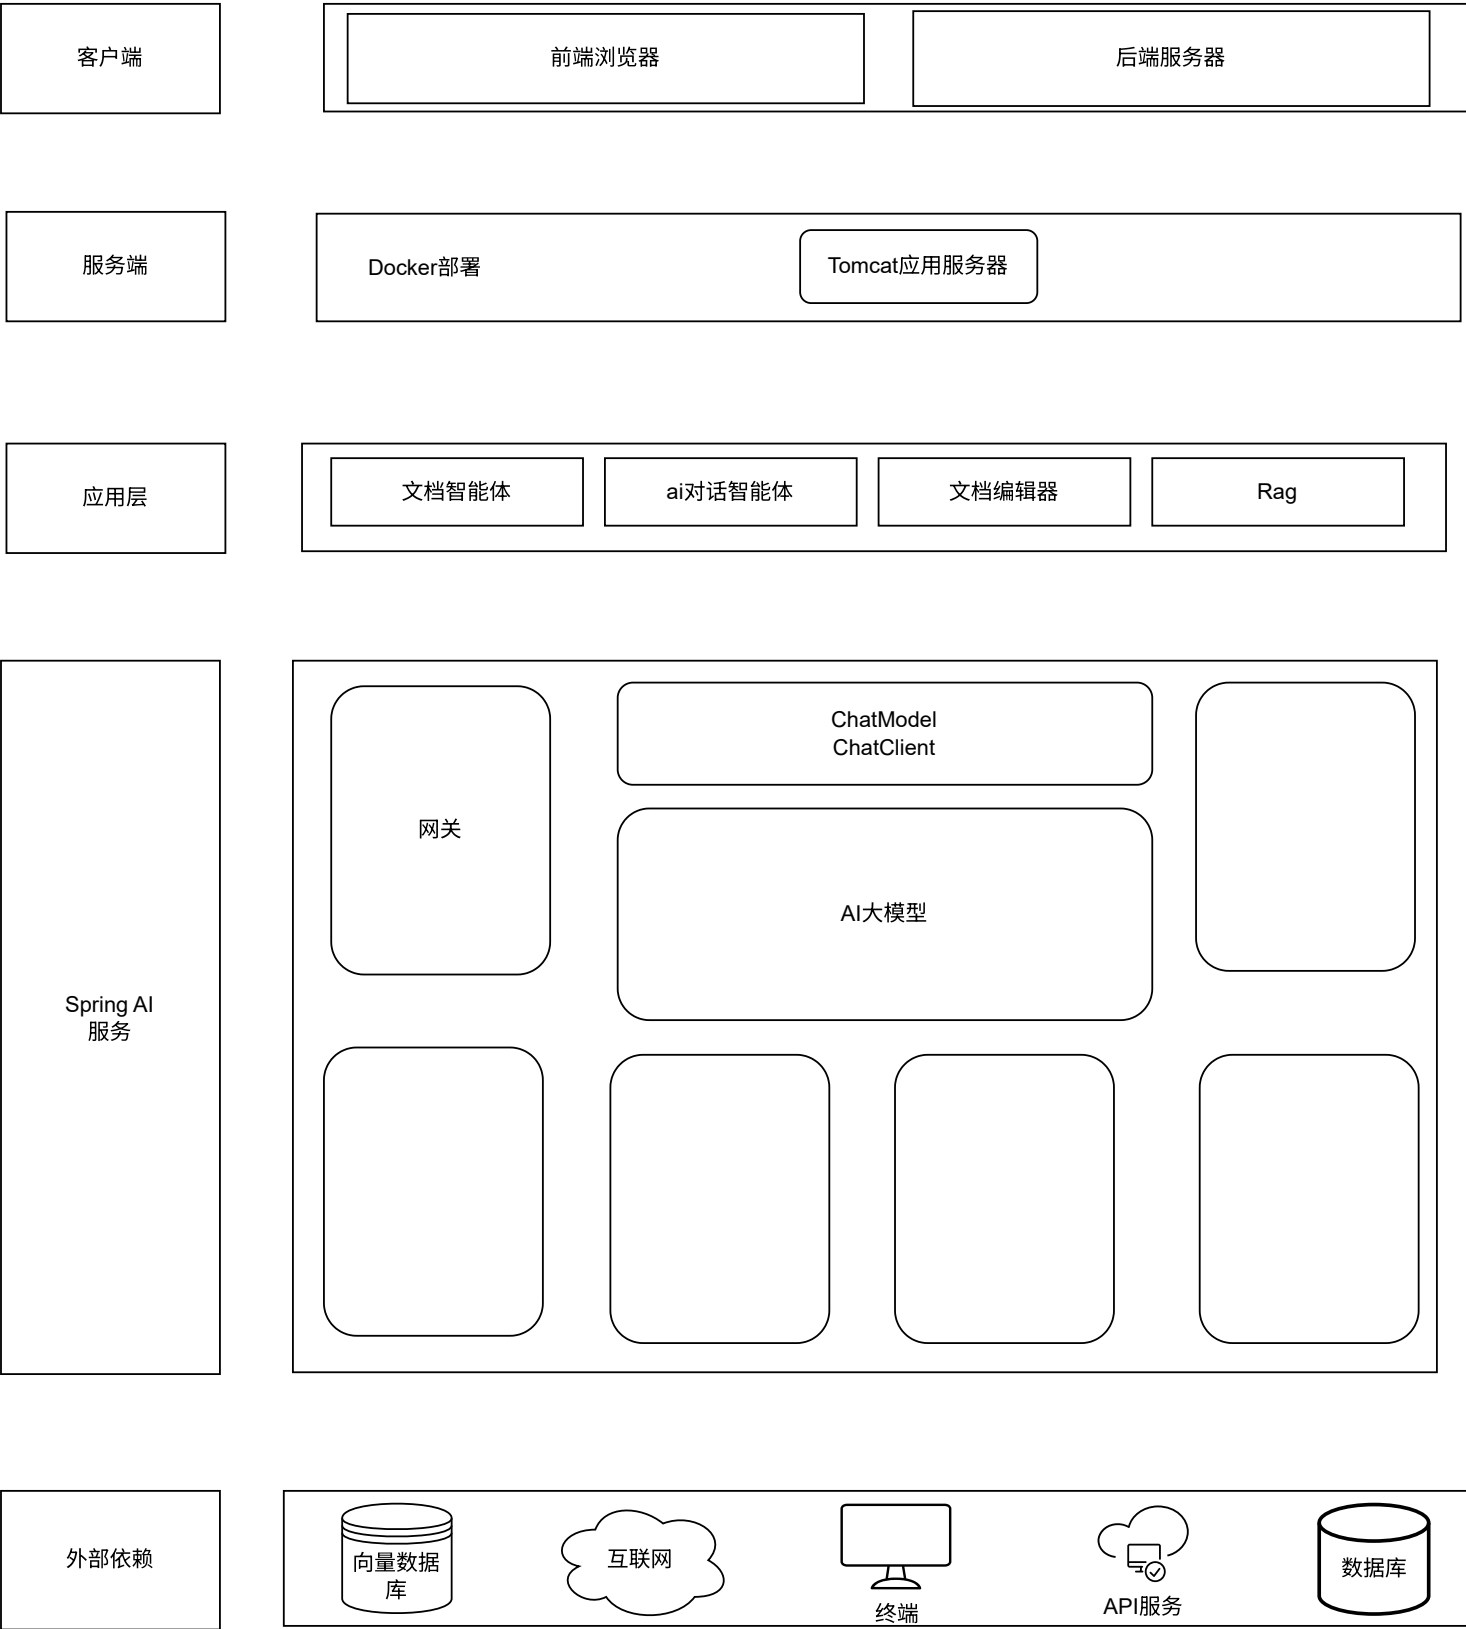 客户端
前端浏览器
后端服务器
服务端
Docker部署
Tomcat应用服务器
应用层
文档智能体
ai对话智能体
文档编辑器
Rag
Spring AI
服务
网关
ChatModel
ChatClient
AI大模型
外部依赖
向量数据
库
互联网
终端
API服务
数据库